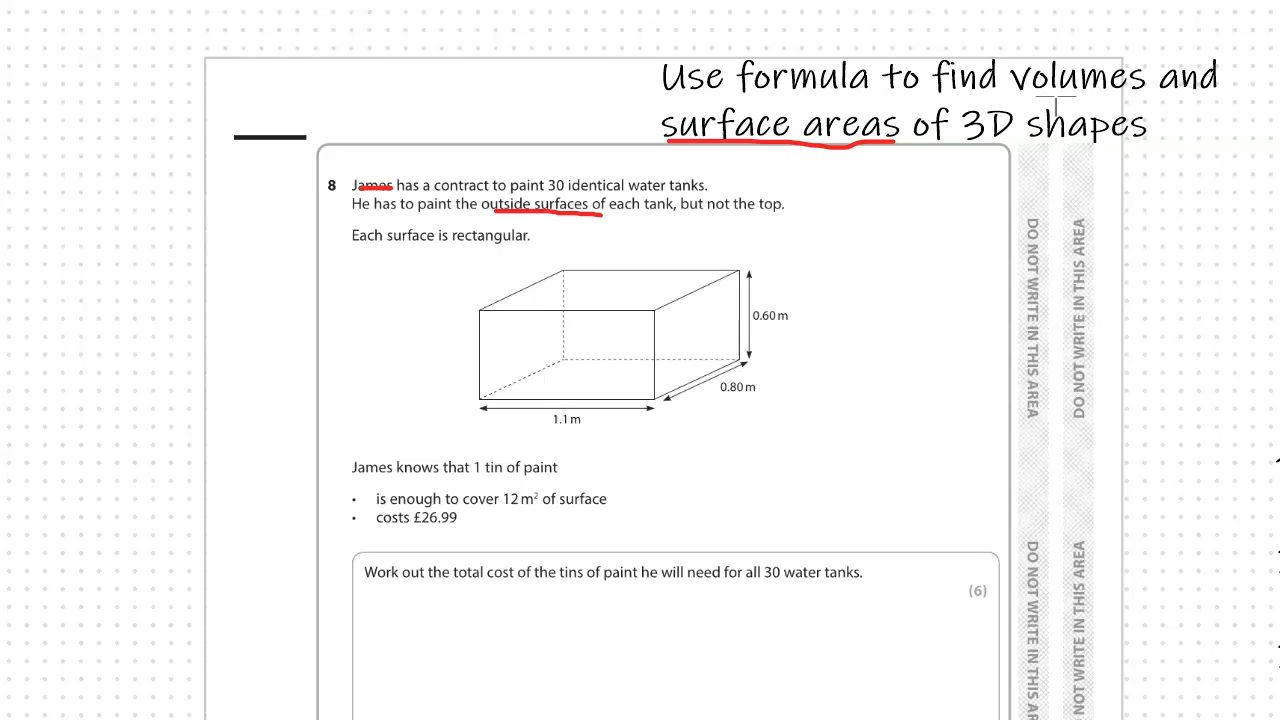 Use formula to find volumes and
surface areas of 3D shapes
8 James has a contract to paint 30 identical water tanks.
He has to paint the outside surfaces of each tank, but not the top.
Each surface is rectangular.
0.60 m
0.80 m
1.1 m
James knows that 1 tin of paint
• is enough to cover 12 m² of surface
• costs £26.99
Work out the total cost of the tins of paint he will need for all 30 water tanks.
(6)
DO NOT WRITE IN THIS AREA
DO NOT WRITE IN THIS AREA
DO NOT WRITE IN THIS AR
NOT WRITE IN THIS AREA